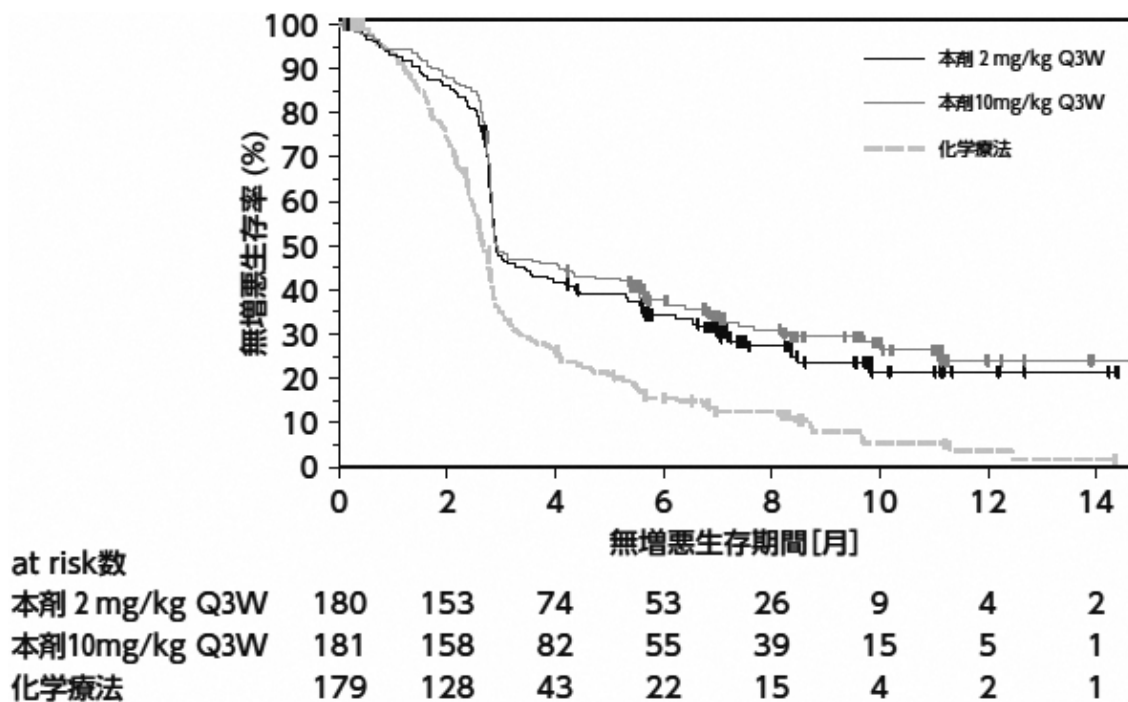 100
90
80
70
60
50
40
30
20
10
0
無増悪生存率 (%)
本剤 2 mg/kg Q3W
本剤10mg/kg Q3W
化学療法
0 2 4 6 8 10 12 14
無増悪生存期間[月]
at risk数
本剤 2 mg/kg Q3W 180 153 74 53 26 9 4 2
本剤10mg/kg Q3W 181 158 82 55 39 15 5 1
化学療法 179 128 43 22 15 4 2 1